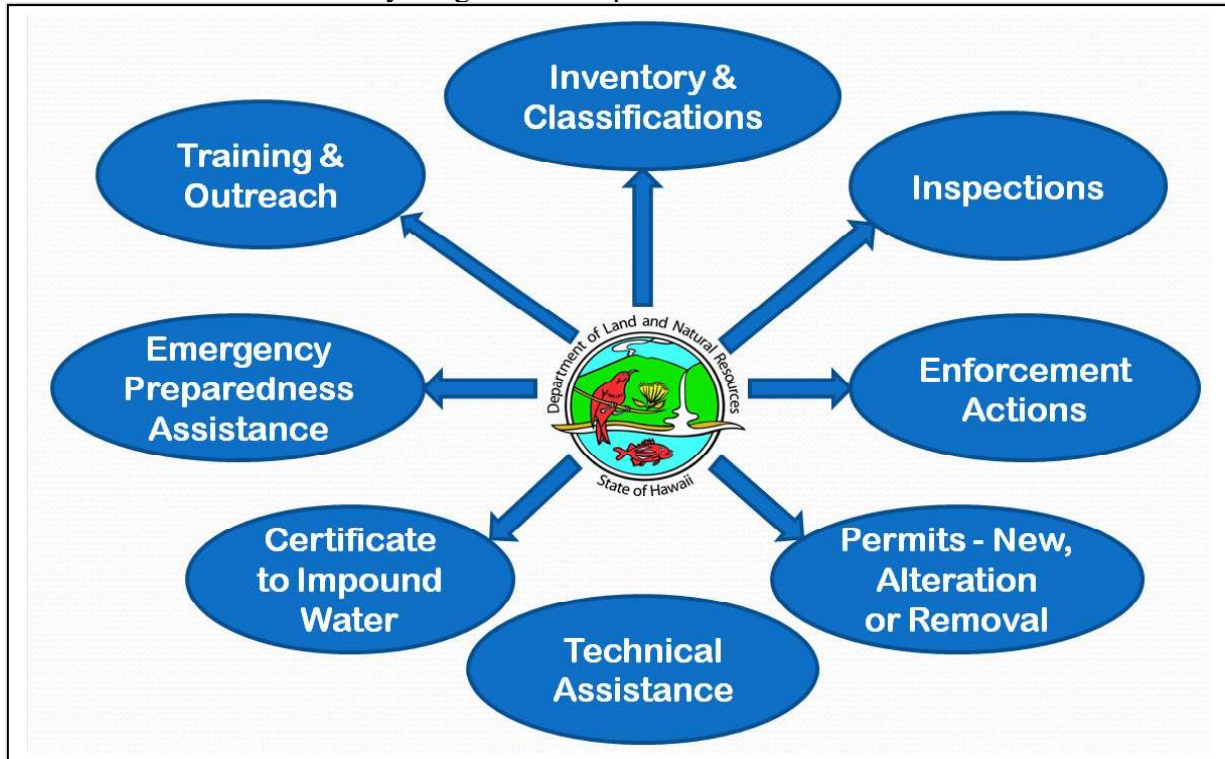 Inventory &
Classifications
Training &
Outreach
Inspections
Emergency
Preparedness
Assistance
Department of Land and Natural Resources
State of Hawaii
Enforcement
Actions
Certificate
to Impound
Water
Permits - New,
Alteration
or Removal
Technical
Assistance